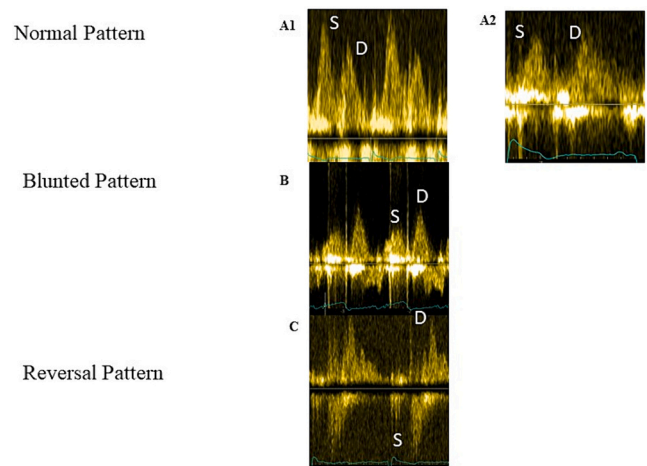 Normal Pattern
A1
S
D
A2
S
D
Blunted Pattern
B
S
D
Reversal Pattern
C
D
S